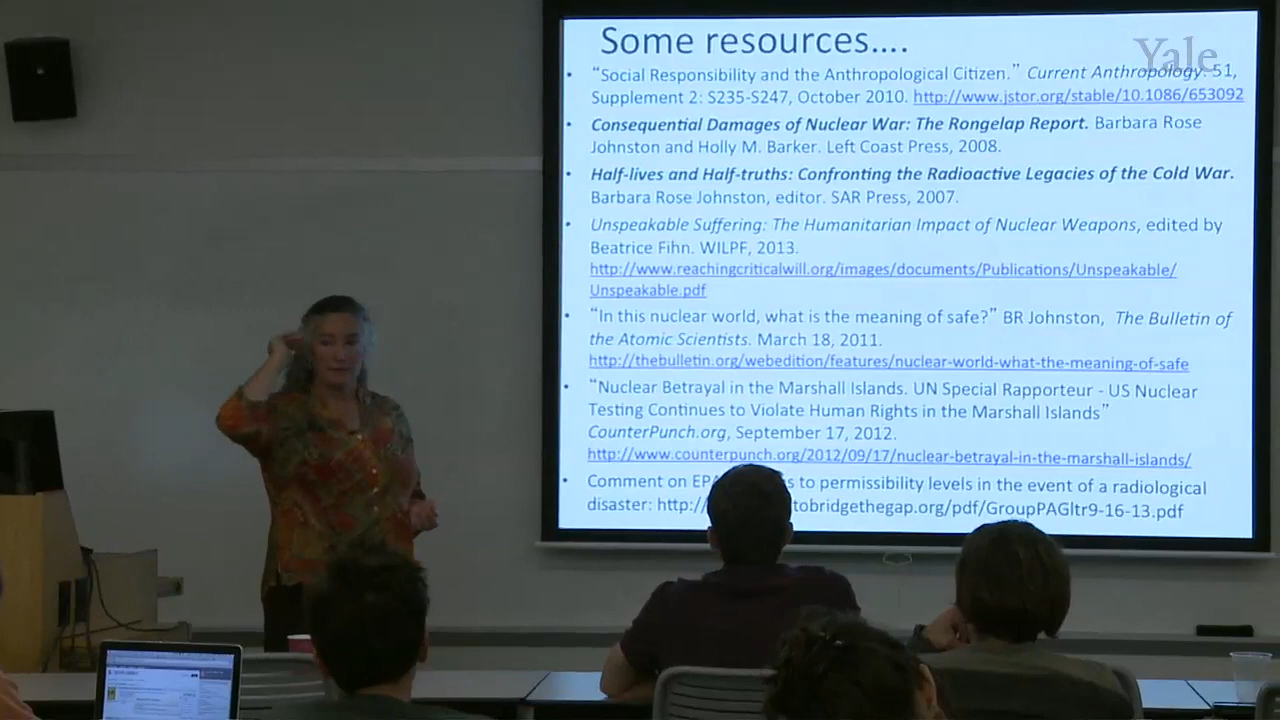 Some resources....
Yale
• "Social Responsibility and the Anthropological Citizen." Current Anthropology. 51,
Supplement 2: S235-S247, October 2010. http://www.jstor.org/stable/10.1086/653092
• Consequential Damages of Nuclear War: The Rongelap Report. Barbara Rose
Johnston and Holly M. Barker. Left Coast Press, 2008.
• Half-lives and Half-truths: Confronting the Radioactive Legacies of the Cold War.
Barbara Rose Johnston, editor. SAR Press, 2007.
• Unspeakable Suffering: The Humanitarian Impact of Nuclear Weapons, edited by
Beatrice Fihn. WILPF, 2013.
http://www.reachingcriticalwill.org/images/documents/Publications/Unspeakable/
Unspeakable.pdf
• "In this nuclear world, what is the meaning of safe?" BR Johnston, The Bulletin of
the Atomic Scientists. March 18, 2011.
http://thebulletin.org/webedition/features/nuclear-world-what-the-meaning-of-safe
• "Nuclear Betrayal in the Marshall Islands. UN Special Rapporteur - US Nuclear
Testing Continues to Violate Human Rights in the Marshall Islands"
CounterPunch.org, September 17, 2012.
http://www.counterpunch.org/2012/09/17/nuclear-betrayal-in-the-marshall-islands/
• Comment on EPA to permissibility levels in the event of a radiological
disaster: http:/ tobridgethegap.org/pdf/GroupPAGltr9-16-13.pdf